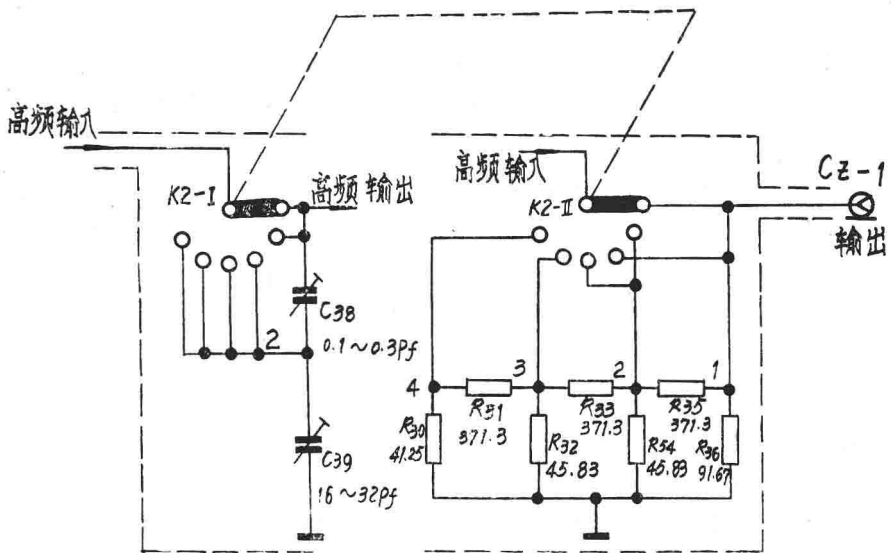 高频输入
K2-I
高频输出
C38
0.1～0.3Pf
2
C39
16～32Pf
高频输入
K2-II
CZ-1
输出
4
3
2
1
R31
371.3
R33
371.3
R35
371.3
R30
41.25
R32
45.83
R54
45.83
R36
91.67